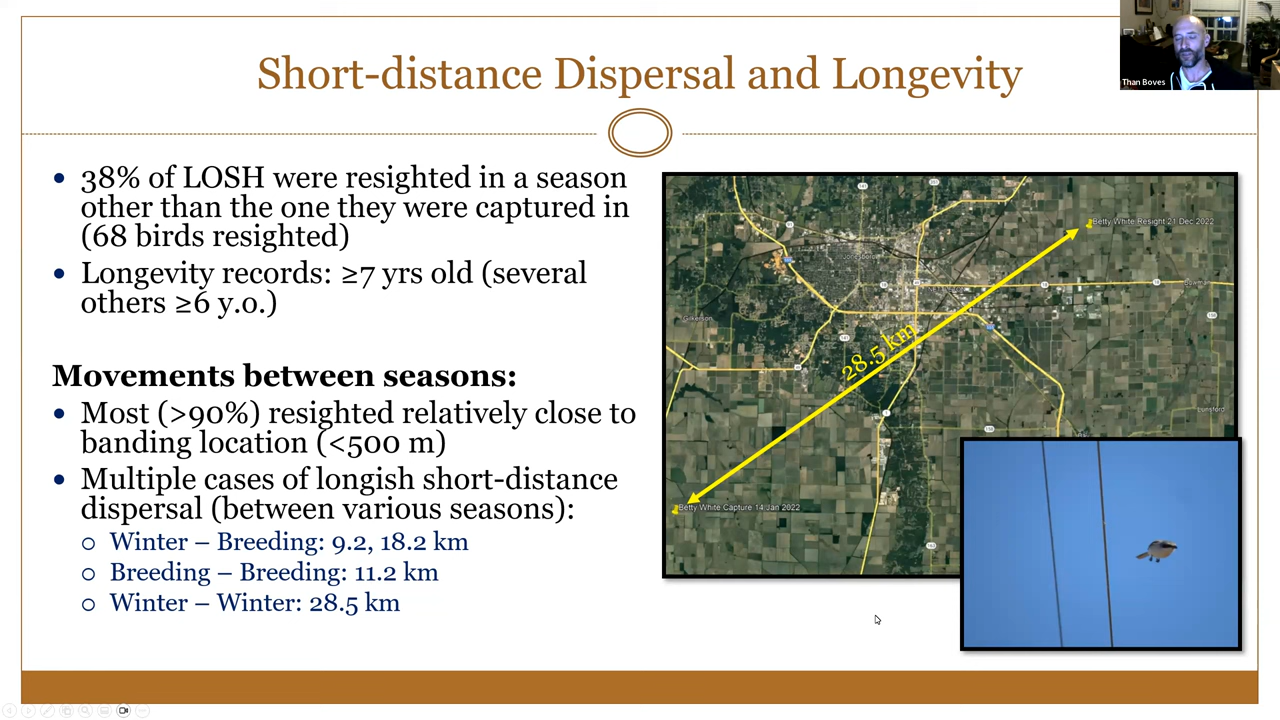 Short-distance Dispersal and Longevity
Than Boves
• 38% of LOSH were resighted in a season
other than the one they were captured in
(68 birds resighted)
• Longevity records: ≥7 yrs old (several
others ≥6 y.o.)
Movements between seasons:
• Most (>90%) resighted relatively close to
banding location (<500 m)
• Multiple cases of longish short-distance
dispersal (between various seasons):
o Winter – Breeding: 9.2, 18.2 km
o Breeding – Breeding: 11.2 km
o Winter – Winter: 28.5 km
Betty White Resight 21 Dec 2022
Jonesboro
Bowman
Gilkerson
28.5 km
Lunsford
Betty White Capture 14 Jan 2022